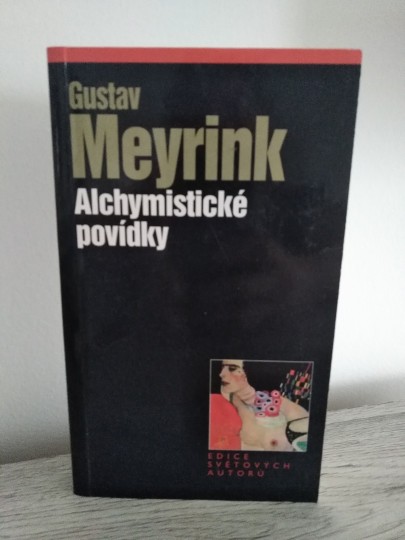 Gustav
Meyrink
Alchymistické
povídky
EDICE
SVĚTOVÝCH
AUTORŮ